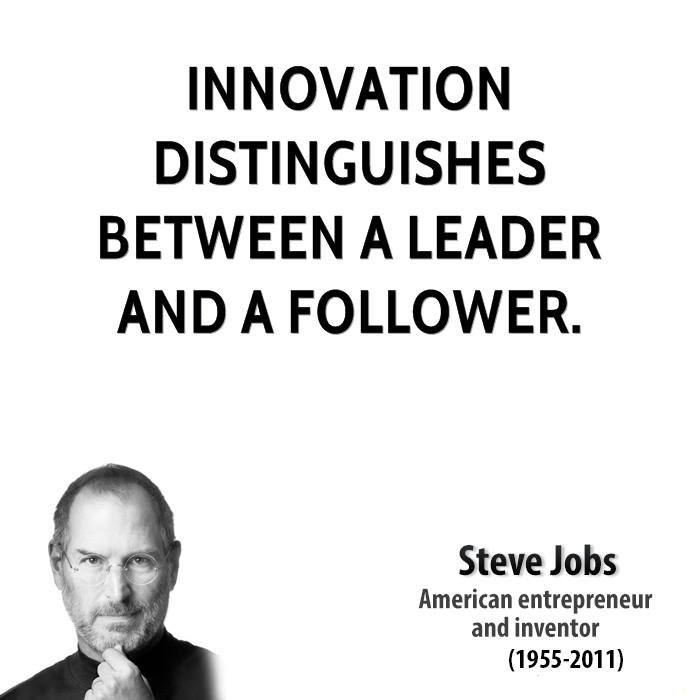 INNOVATION
DISTINGUISHES
BETWEEN A LEADER
AND A FOLLOWER.
Steve Jobs
American entrepreneur
and inventor
(1955-2011)